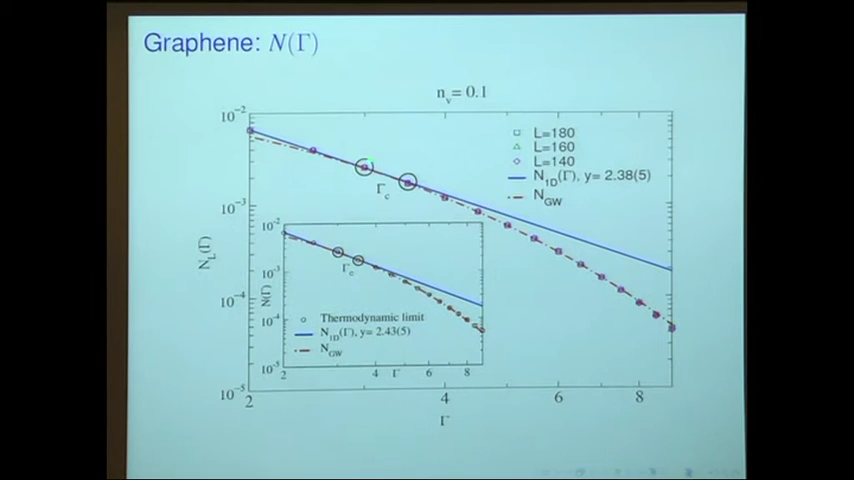 Graphene: N(Γ)
n_v = 0.1
10^-2
10^-3
10^-4
10^-5
N_L(Γ)
L=180
L=160
L=140
N_1D(Γ), y= 2.38(5)
N_GW
Γ_c
10^-2
10^-3
10^-4
10^-5
N(Γ)
Γ_c
Thermodynamic limit
N_1D(Γ), y= 2.43(5)
N_GW
2
4
Γ
6
8
2
4
6
8
Γ